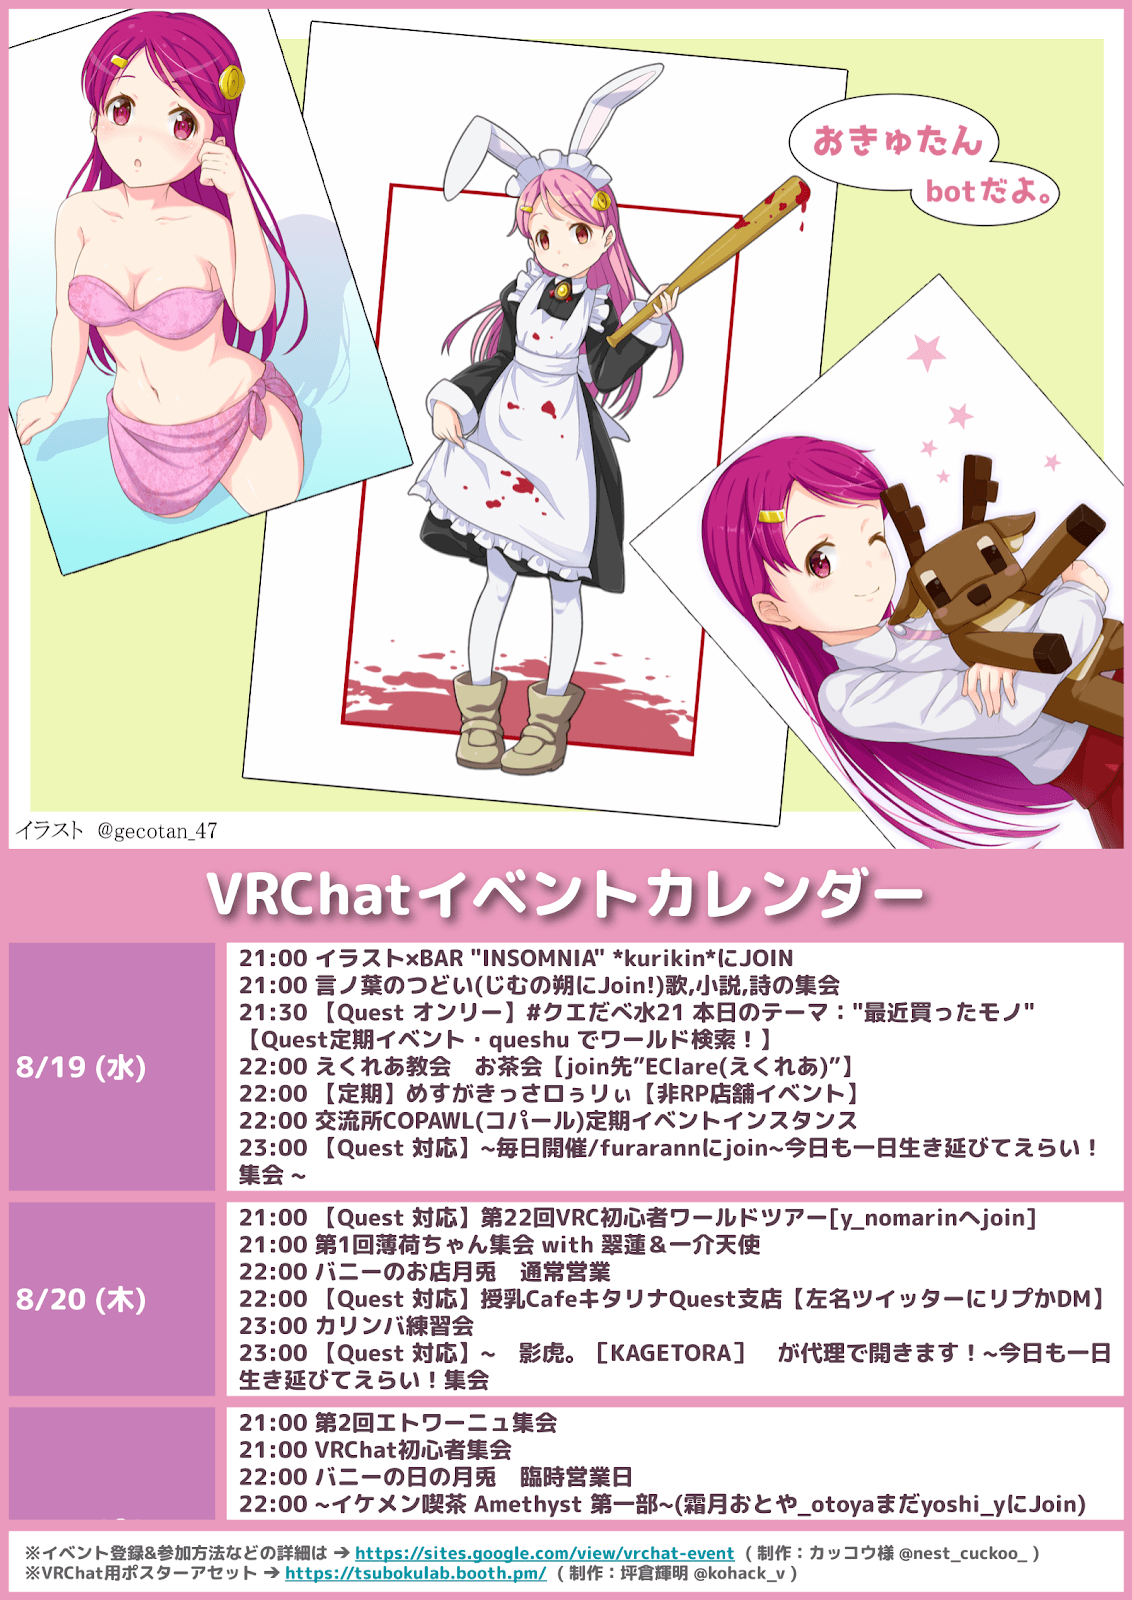 おきゅたん
botだよ。
イラスト @gecotan_47
VRChatイベントカレンダー
8/19 (水)
21:00 イラスト×BAR "INSOMNIA" *kurikin*にJOIN
21:00 言ノ葉のつどい(じむの朔にJoin!)歌,小説,詩の集会
21:30 【Quest オンリー】#クエだべ水21 本日のテーマ："最近買ったモノ"
【Quest定期イベント・queshu でワールド検索！】
22:00 えくれあ教会　お茶会【join先”EClare(えくれあ)”】
22:00 【定期】めすがきっさロぅリぃ【非RP店舗イベント】
22:00 交流所COPAWL(コパール)定期イベントインスタンス
23:00 【Quest 対応】~毎日開催/furarannにjoin~今日も一日生き延びてえらい！
集会 ~
8/20 (木)
21:00 【Quest 対応】第22回VRC初心者ワールドツアー[y_nomarinへjoin]
21:00 第1回薄荷ちゃん集会 with 翠蓮＆一介天使
22:00 バニーのお店月兎　通常営業
22:00 【Quest 対応】授乳CafeキタリナQuest支店【左名ツイッターにリプかDM】
23:00 カリンバ練習会
23:00 【Quest 対応】~　影虎。［KAGETORA］　が代理で開きます！~今日も一日
生き延びてえらい！集会
21:00 第2回エトワーニュ集会
21:00 VRChat初心者集会
22:00 バニーの日の月兎　臨時営業日
22:00 ~イケメン喫茶 Amethyst 第一部~(霜月おとや_otoyaまだyoshi_yにJoin)
※イベント登録&参加方法などの詳細は → https://sites.google.com/view/vrchat-event ( 制作：カッコウ様 @nest_cuckoo_ )
※VRChat用ポスターアセット → https://tsubokulab.booth.pm/ ( 制作：坪倉輝明 @kohack_v )